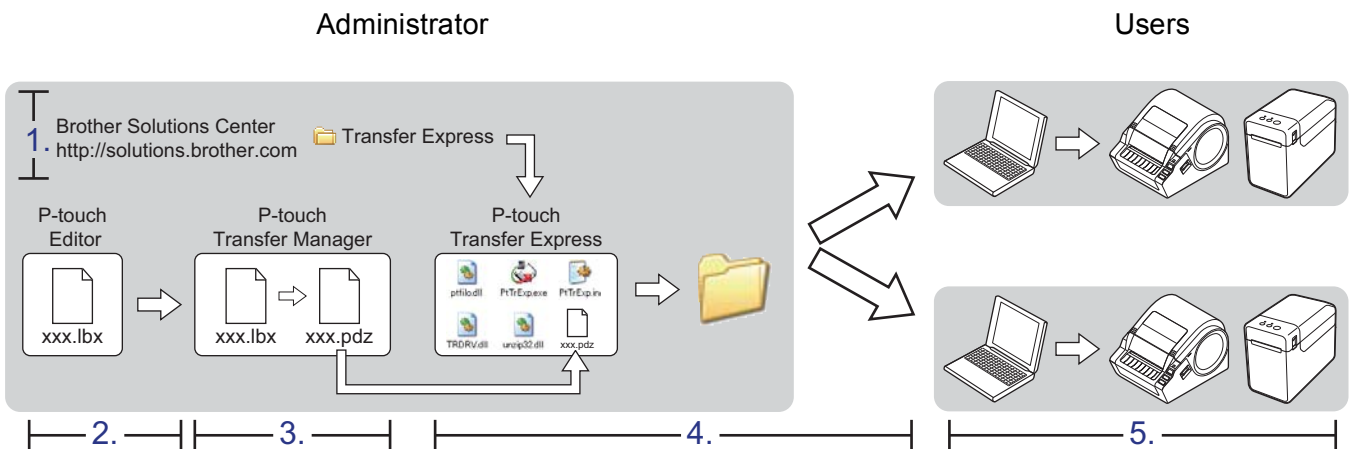 Administrator
Users
1.
Brother Solutions Center
http://solutions.brother.com
Transfer Express
P-touch
Editor
xxx.lbx
P-touch
Transfer Manager
xxx.lbx
xxx.pdz
P-touch
Transfer Express
ptfilo.dll
PtTrExp.exe
PtTrExp.ini
TRDRV.dll
unzip32.dll
xxx.pdz
2.
3.
4.
5.